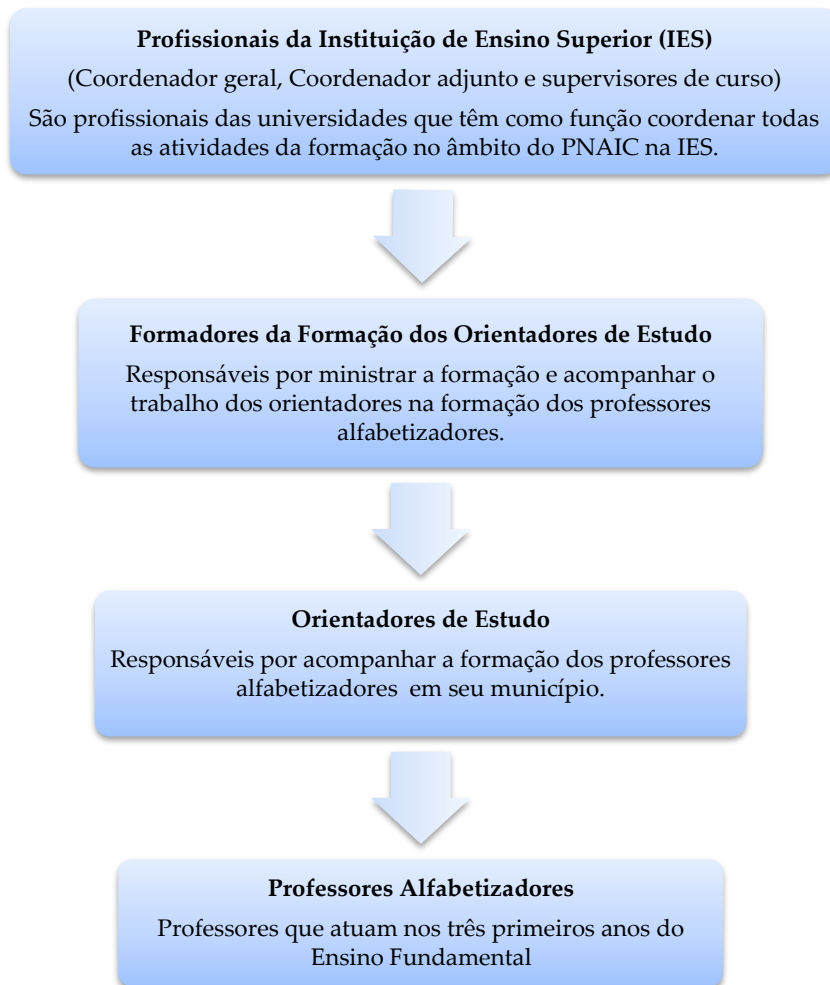 Profissionais da Instituição de Ensino Superior (IES)
(Coordenador geral, Coordenador adjunto e supervisores de curso)
São profissionais das universidades que têm como função coordenar todas
as atividades da formação no âmbito do PNAIC na IES.
Formadores da Formação dos Orientadores de Estudo
Responsáveis por ministrar a formação e acompanhar o
trabalho dos orientadores na formação dos professores
alfabetizadores.
Orientadores de Estudo
Responsáveis por acompanhar a formação dos professores
alfabetizadores em seu município.
Professores Alfabetizadores
Professores que atuam nos três primeiros anos do
Ensino Fundamental